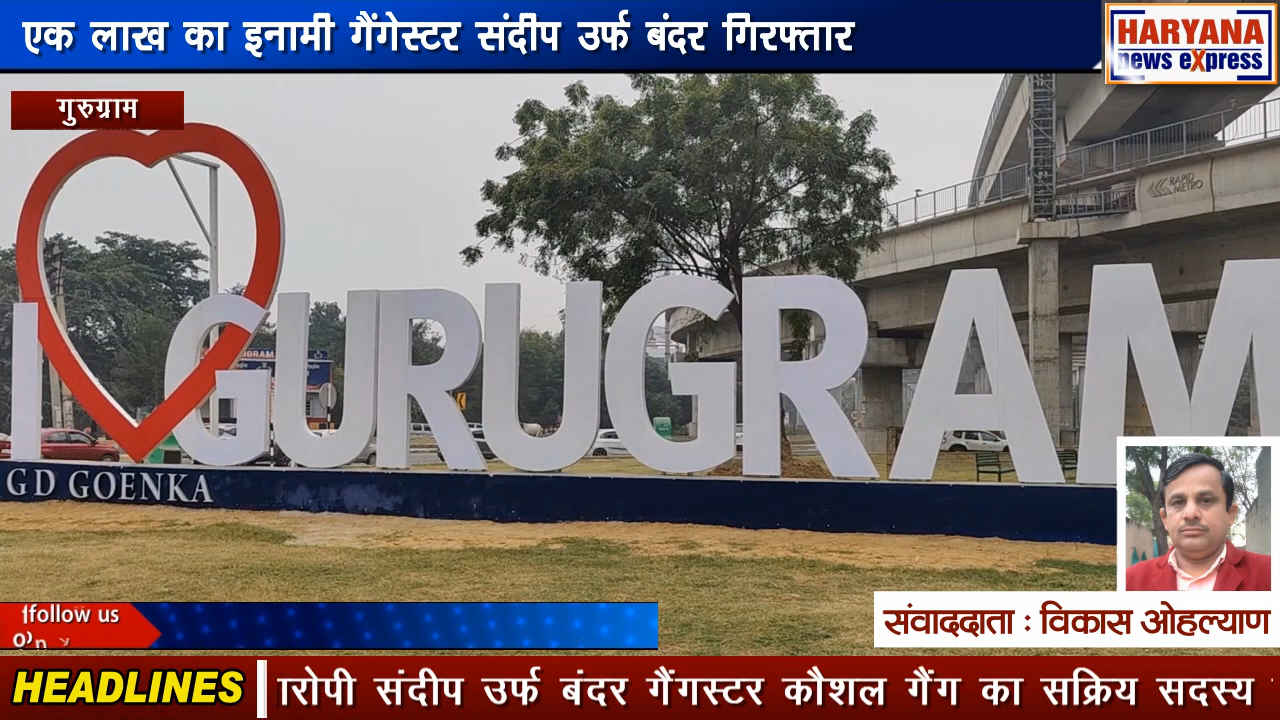 एक लाख का इनामी गैंगेस्टर संदीप उर्फ बंदर गिरफ्तार
HARYANA
news eXpress
गुरुग्राम
RAPID
METRO
I GURUGRAM
GD GOENKA
follow us
on
संवाददाता : विकास ओहल्याण
HEADLINES
रोपी संदीप उर्फ बंदर गैंगस्टर कौशल गैंग का सक्रिय सदस्य